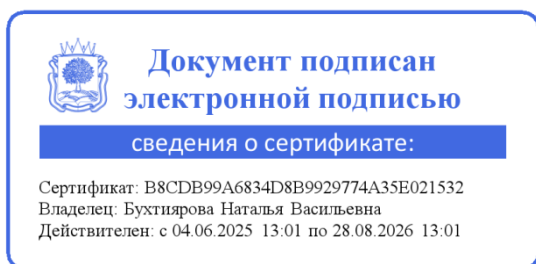 Документ подписан
электронной подписью
сведения о сертификате:
Сертификат: B8CDB99A6834D8B9929774A35E021532
Владелец: Бухтиярова Наталья Васильевна
Действителен: с 04.06.2025 13:01 по 28.08.2026 13:01